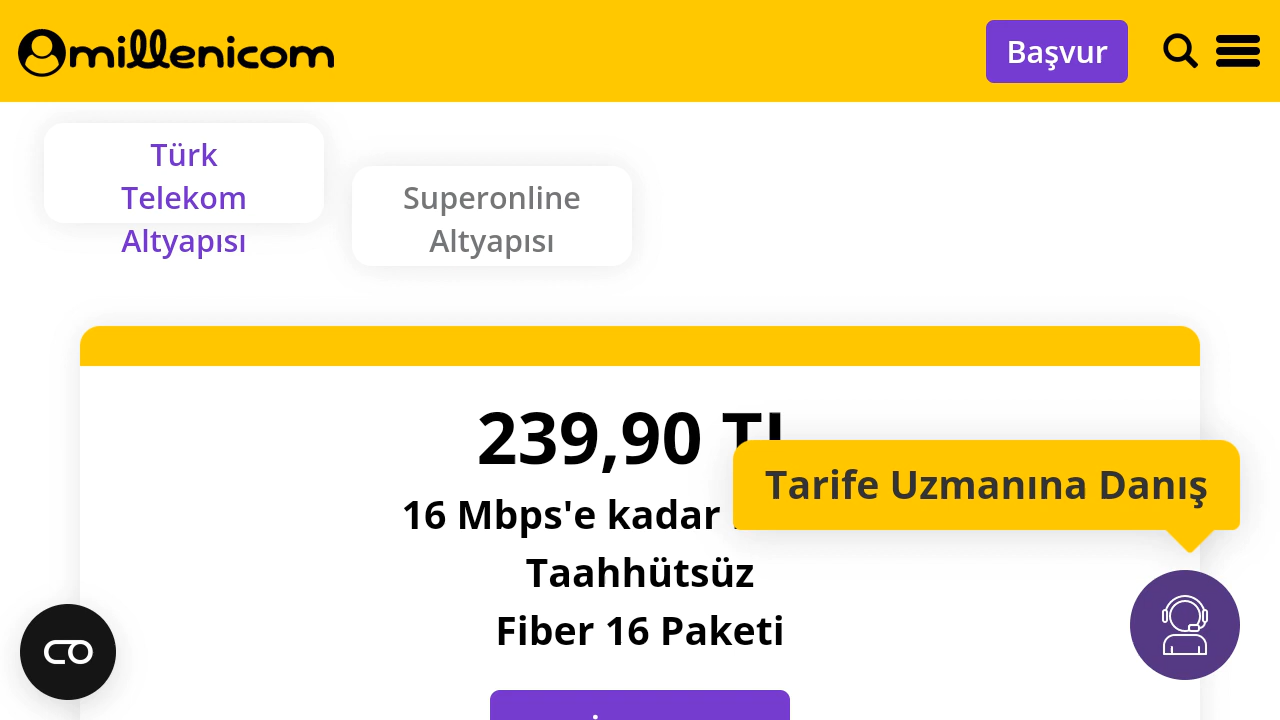 millenicom
Başvur
Türk
Telekom
Altyapısı
Superonline
Altyapısı
239,90 TL
16 Mbps'e kadar
Tarife Uzmanına Danış
Taahhütsüz
Fiber 16 Paketi